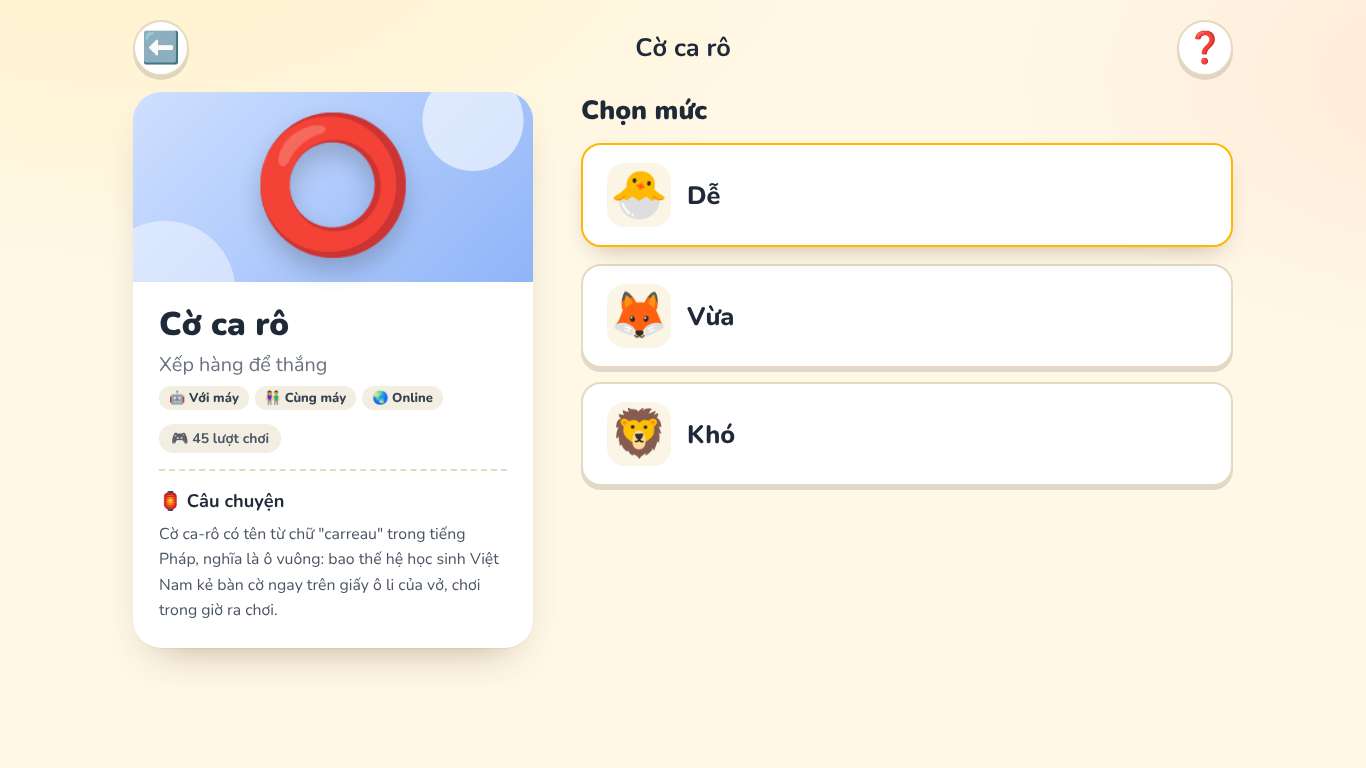 Cờ ca rô
Cờ ca rô
Xếp hàng để thắng
Với máy
Cùng máy
Online
45 lượt chơi
Câu chuyện
Cờ ca-rô có tên từ chữ "carreau" trong tiếng
Pháp, nghĩa là ô vuông: bao thế hệ học sinh Việt
Nam kẻ bàn cờ ngay trên giấy ô li của vở, chơi
trong giờ ra chơi.
Chọn mức
Dễ
Vừa
Khó